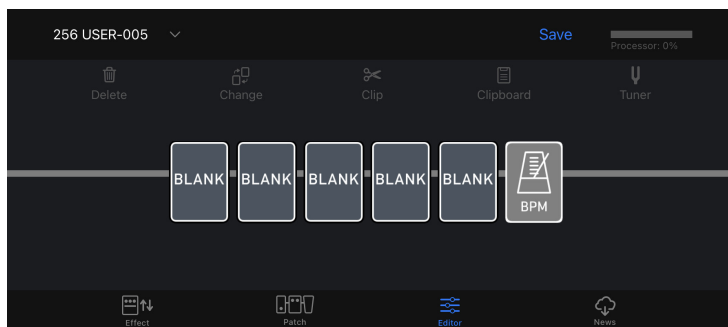 256 USER-005
Save
Processor: 0%
Delete
Change
Clip
Clipboard
Tuner
BLANK
BLANK
BLANK
BLANK
BLANK
BPM
Effect
Patch
Editor
News